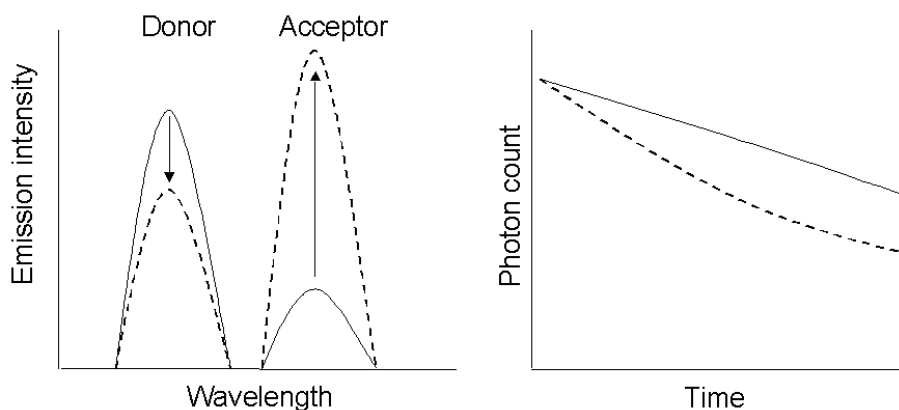 Donor Acceptor
Emission intensity
Wavelength
Photon count
Time